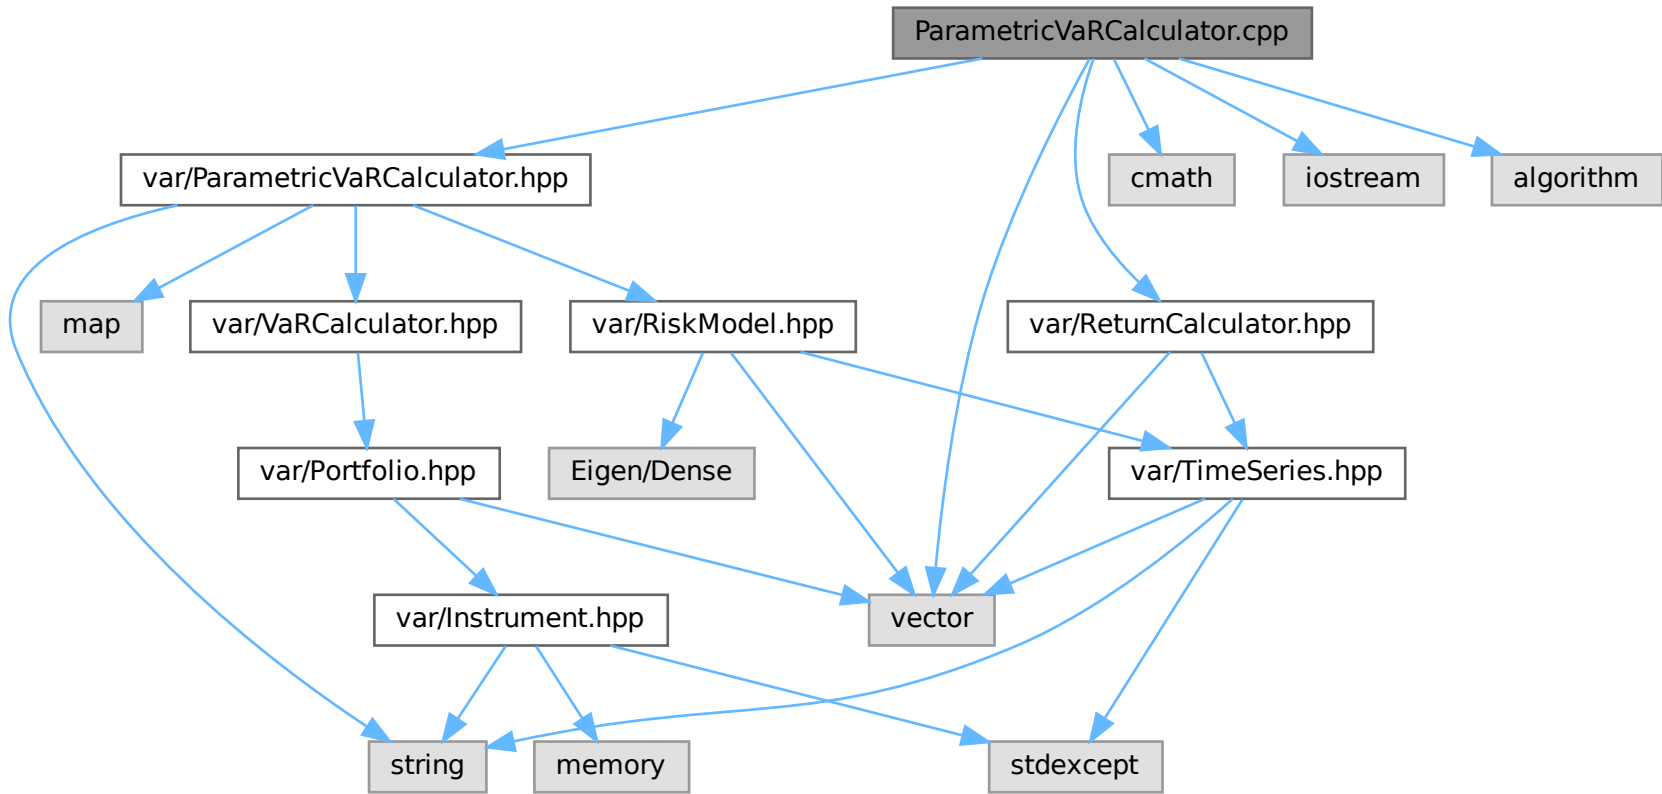 ParametricVaRCalculator.cpp
var/ParametricVaRCalculator.hpp
cmath
iostream
algorithm
map
var/VaRCalculator.hpp
var/RiskModel.hpp
var/ReturnCalculator.hpp
var/Portfolio.hpp
Eigen/Dense
var/TimeSeries.hpp
var/Instrument.hpp
vector
string
memory
stdexcept